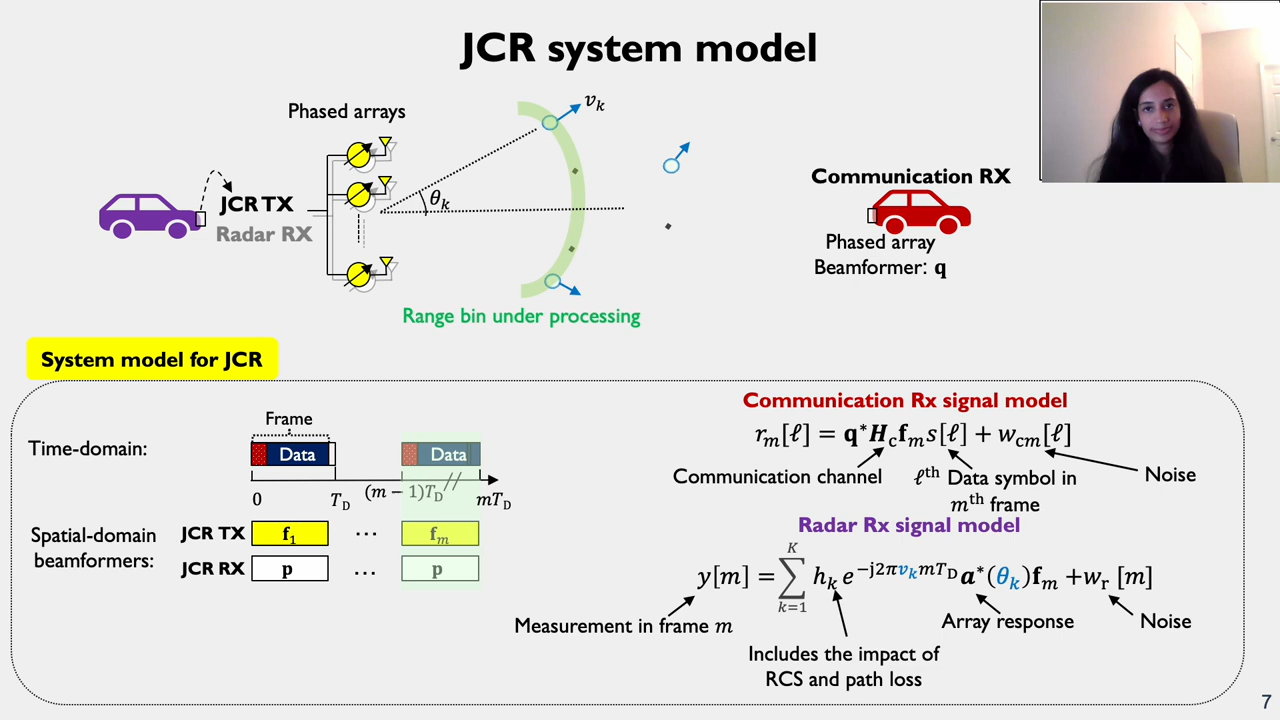 JCR system model
Phased arrays
v_k
θ_k
JCR TX
Radar RX
Communication RX
Phased array
Beamformer: q
Range bin under processing
System model for JCR
Time-domain:
Frame
Data
Data
0
T_D
(m − 1)T_D
mT_D
Spatial-domain
beamformers:
JCR TX
f_1
⋯
f_m
JCR RX
p
…
p
Communication Rx signal model
r_m[ℓ] = q*H_c f_m s[ℓ] + w_cm[ℓ]
Communication channel
ℓ^th Data symbol in
m^th frame
Noise
Radar Rx signal model
y[m] = ∑_{k=1}^{K} h_k e^{−j2πv_k mT_D} a*(θ_k)f_m +w_r [m]
Measurement in frame m
Array response
Noise
Includes the impact of
RCS and path loss
7